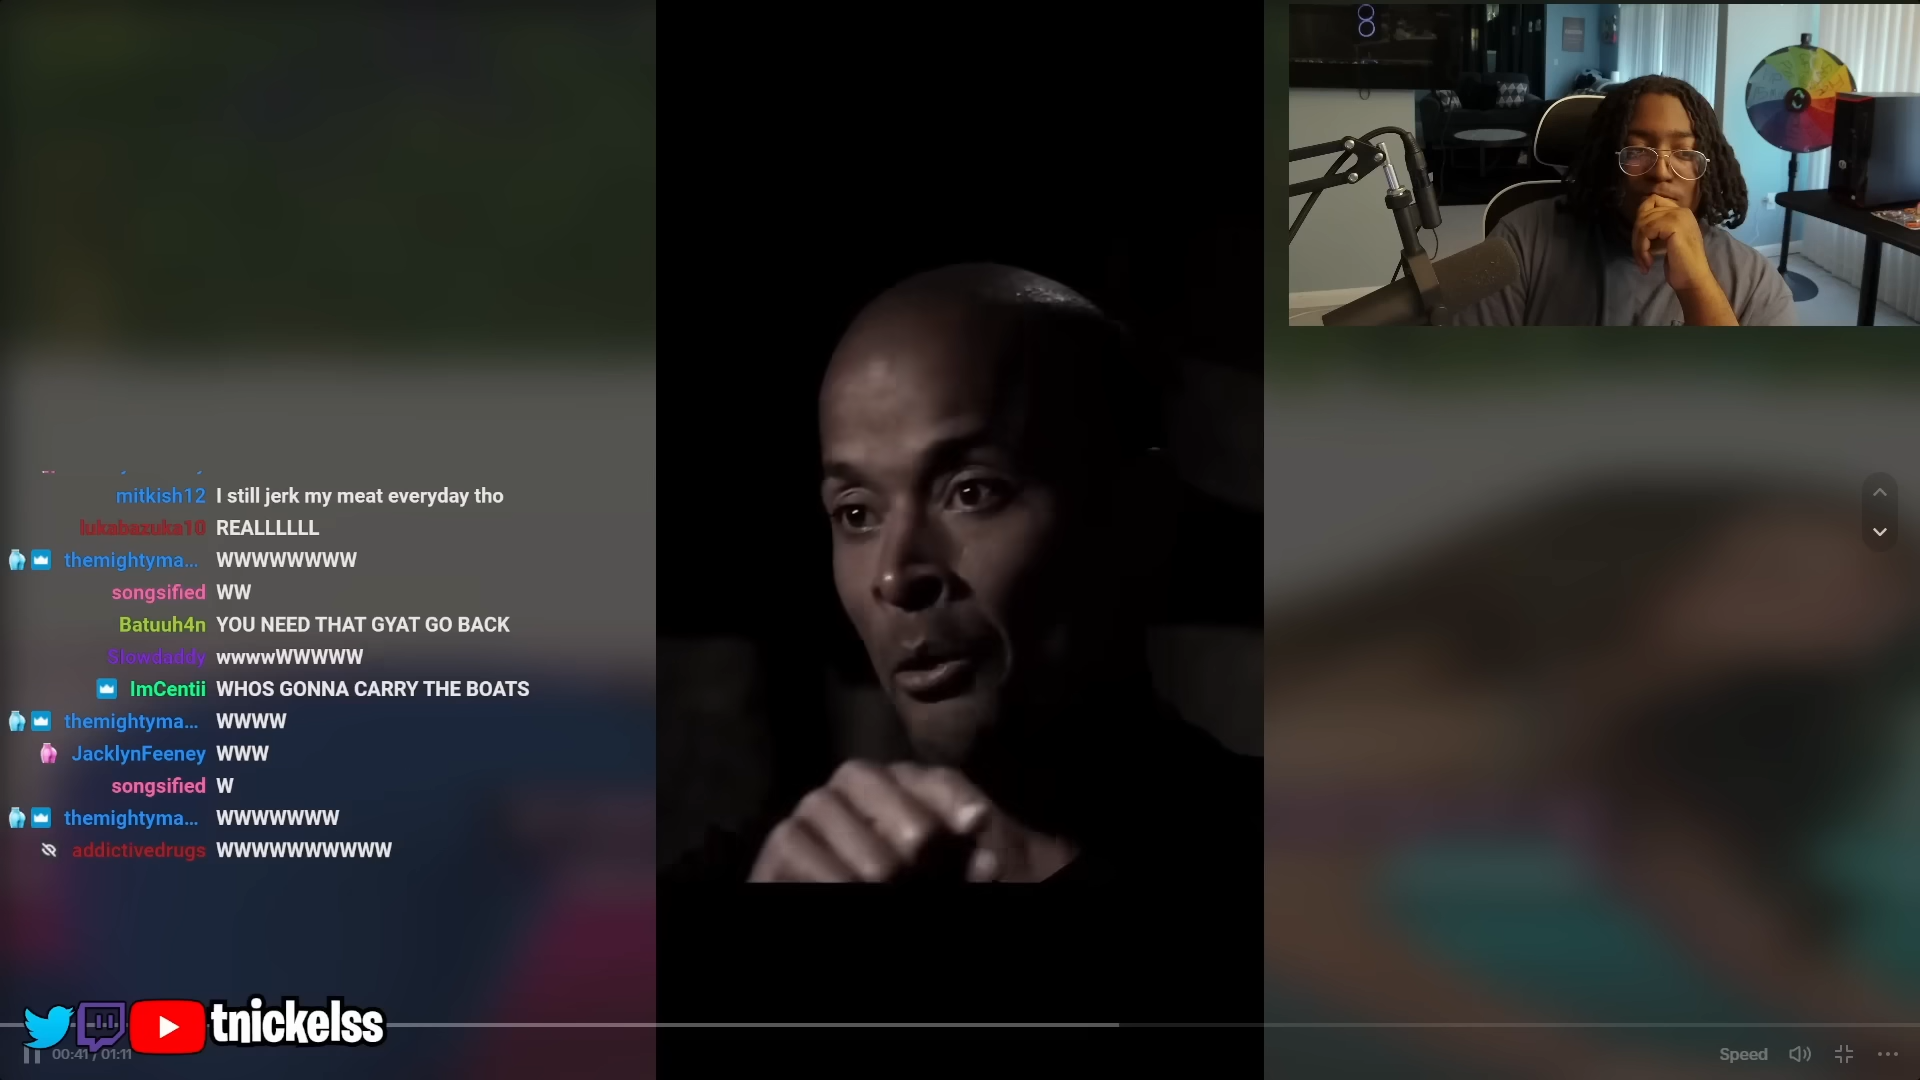 mitkish12 I still jerk my meat everyday tho
lukabazuka10 REALLLLLL
themightyma... WWWWWWWW
songsified WW
Batuuh4n YOU NEED THAT GYAT GO BACK
Slowdaddy wwwwWWWWW
ImCentii WHOS GONNA CARRY THE BOATS
themightyma... WWWW
JacklynFeeney WWW
songsified W
themightyma... WWWWWWW
addictivedrugs WWWWWWWWWW
tnickelss
00:41 / 01:11
Speed